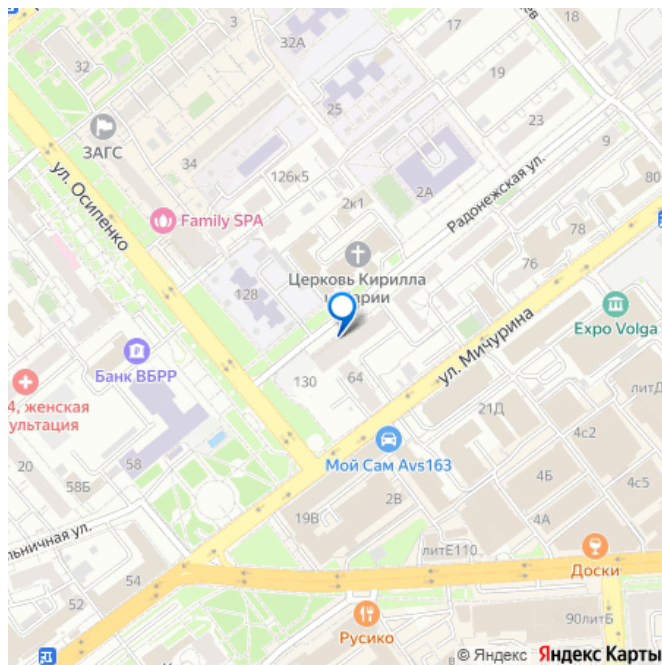 17
18
32А
32
19
25
23
ЗАГС
9
34
126к5
2А
80
ул. Осипенко
2к1
Радонежская ул.
Family SPA
78
76
Церковь Кирилла
128
Expo Volga
ул. Мичурина
Банк ВБРР
130
64
4, женская
ультация
литД
21Д
4с2
Мой Сам Avs163
20
58
4Б
4с5
58Б
2В
19В
4А
льничная ул.
литЕ110
Доски
54
52
Русико
90литБ
© Яндекс Яндекс Карты